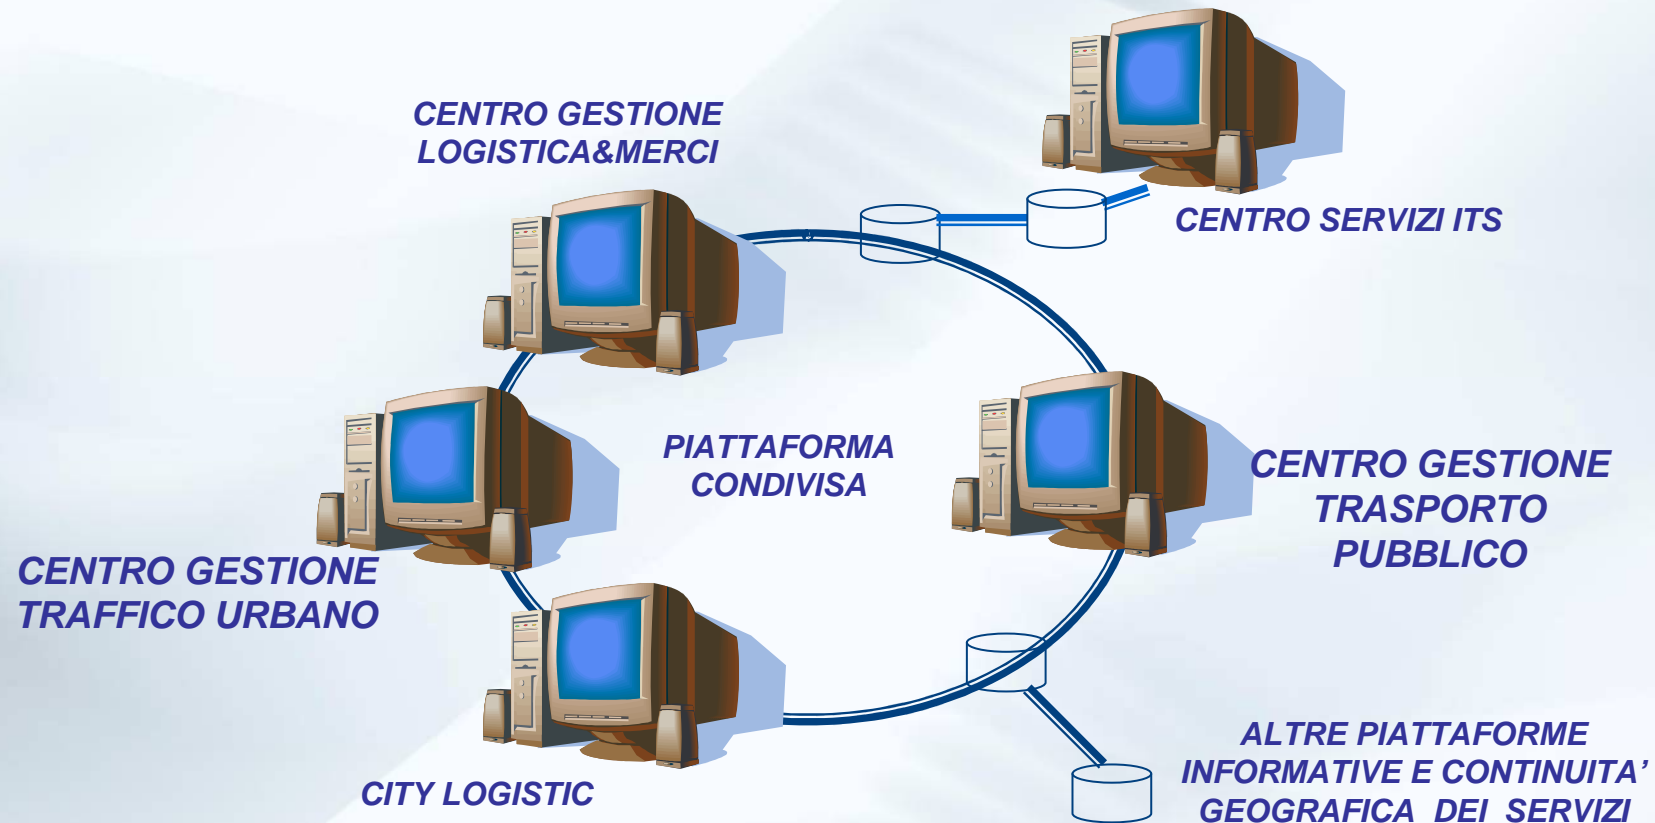 CENTRO GESTIONE
LOGISTICA&MERCI
CENTRO SERVIZI ITS
PIATTAFORMA
CONDIVISA
CENTRO GESTIONE
TRASPORTO
PUBBLICO
CENTRO GESTIONE
TRAFFICO URBANO
CITY LOGISTIC
ALTRE PIATTAFORME
INFORMATIVE E CONTINUITA’
GEOGRAFICA DEI SERVIZI